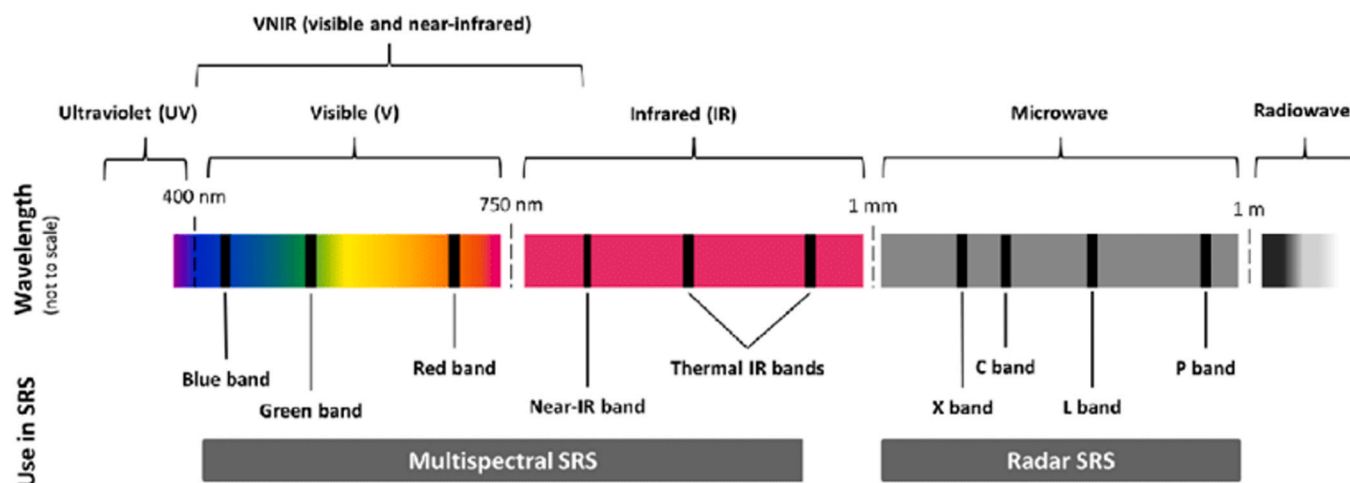 VNIR (visible and near-infrared)
Ultraviolet (UV)
Visible (V)
Infrared (IR)
Microwave
Radiowave
Wavelength
(not to scale)
400 nm
750 nm
1 mm
1 m
Blue band
Green band
Red band
Near-IR band
Thermal IR bands
X band
C band
L band
P band
Use in SRS
Multispectral SRS
Radar SRS